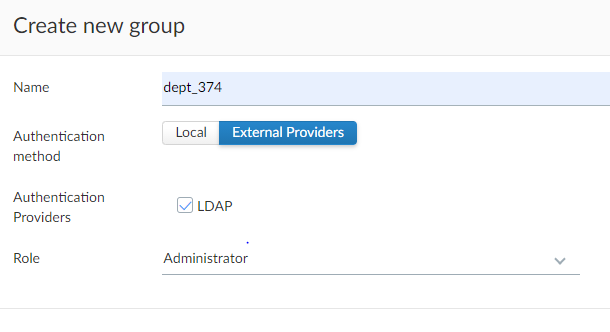 Create new group
Name dept_374
Authentication method Local External Providers
Authentication Providers LDAP
Role Administrator